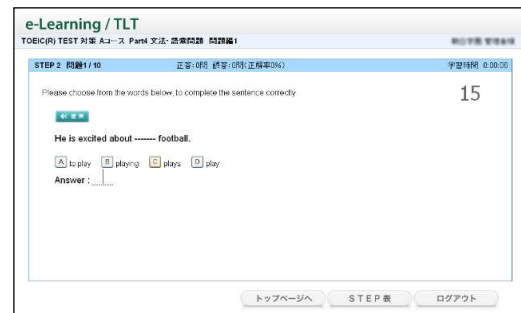 e-Learning / TLT
TOEIC(R) TEST 対策 Aコース Part4 文法・語彙問題 問題編1
STEP 2 問題1 / 10 正答:0問 誤答:0問(正解率0%) 学習時間 0:00:06
Please choose from the words below, to complete the sentence correctly.
15
音声
He is excited about ------- football.
A to play B playing C plays D play
Answer :
トップページへ STEP表 ログアウト